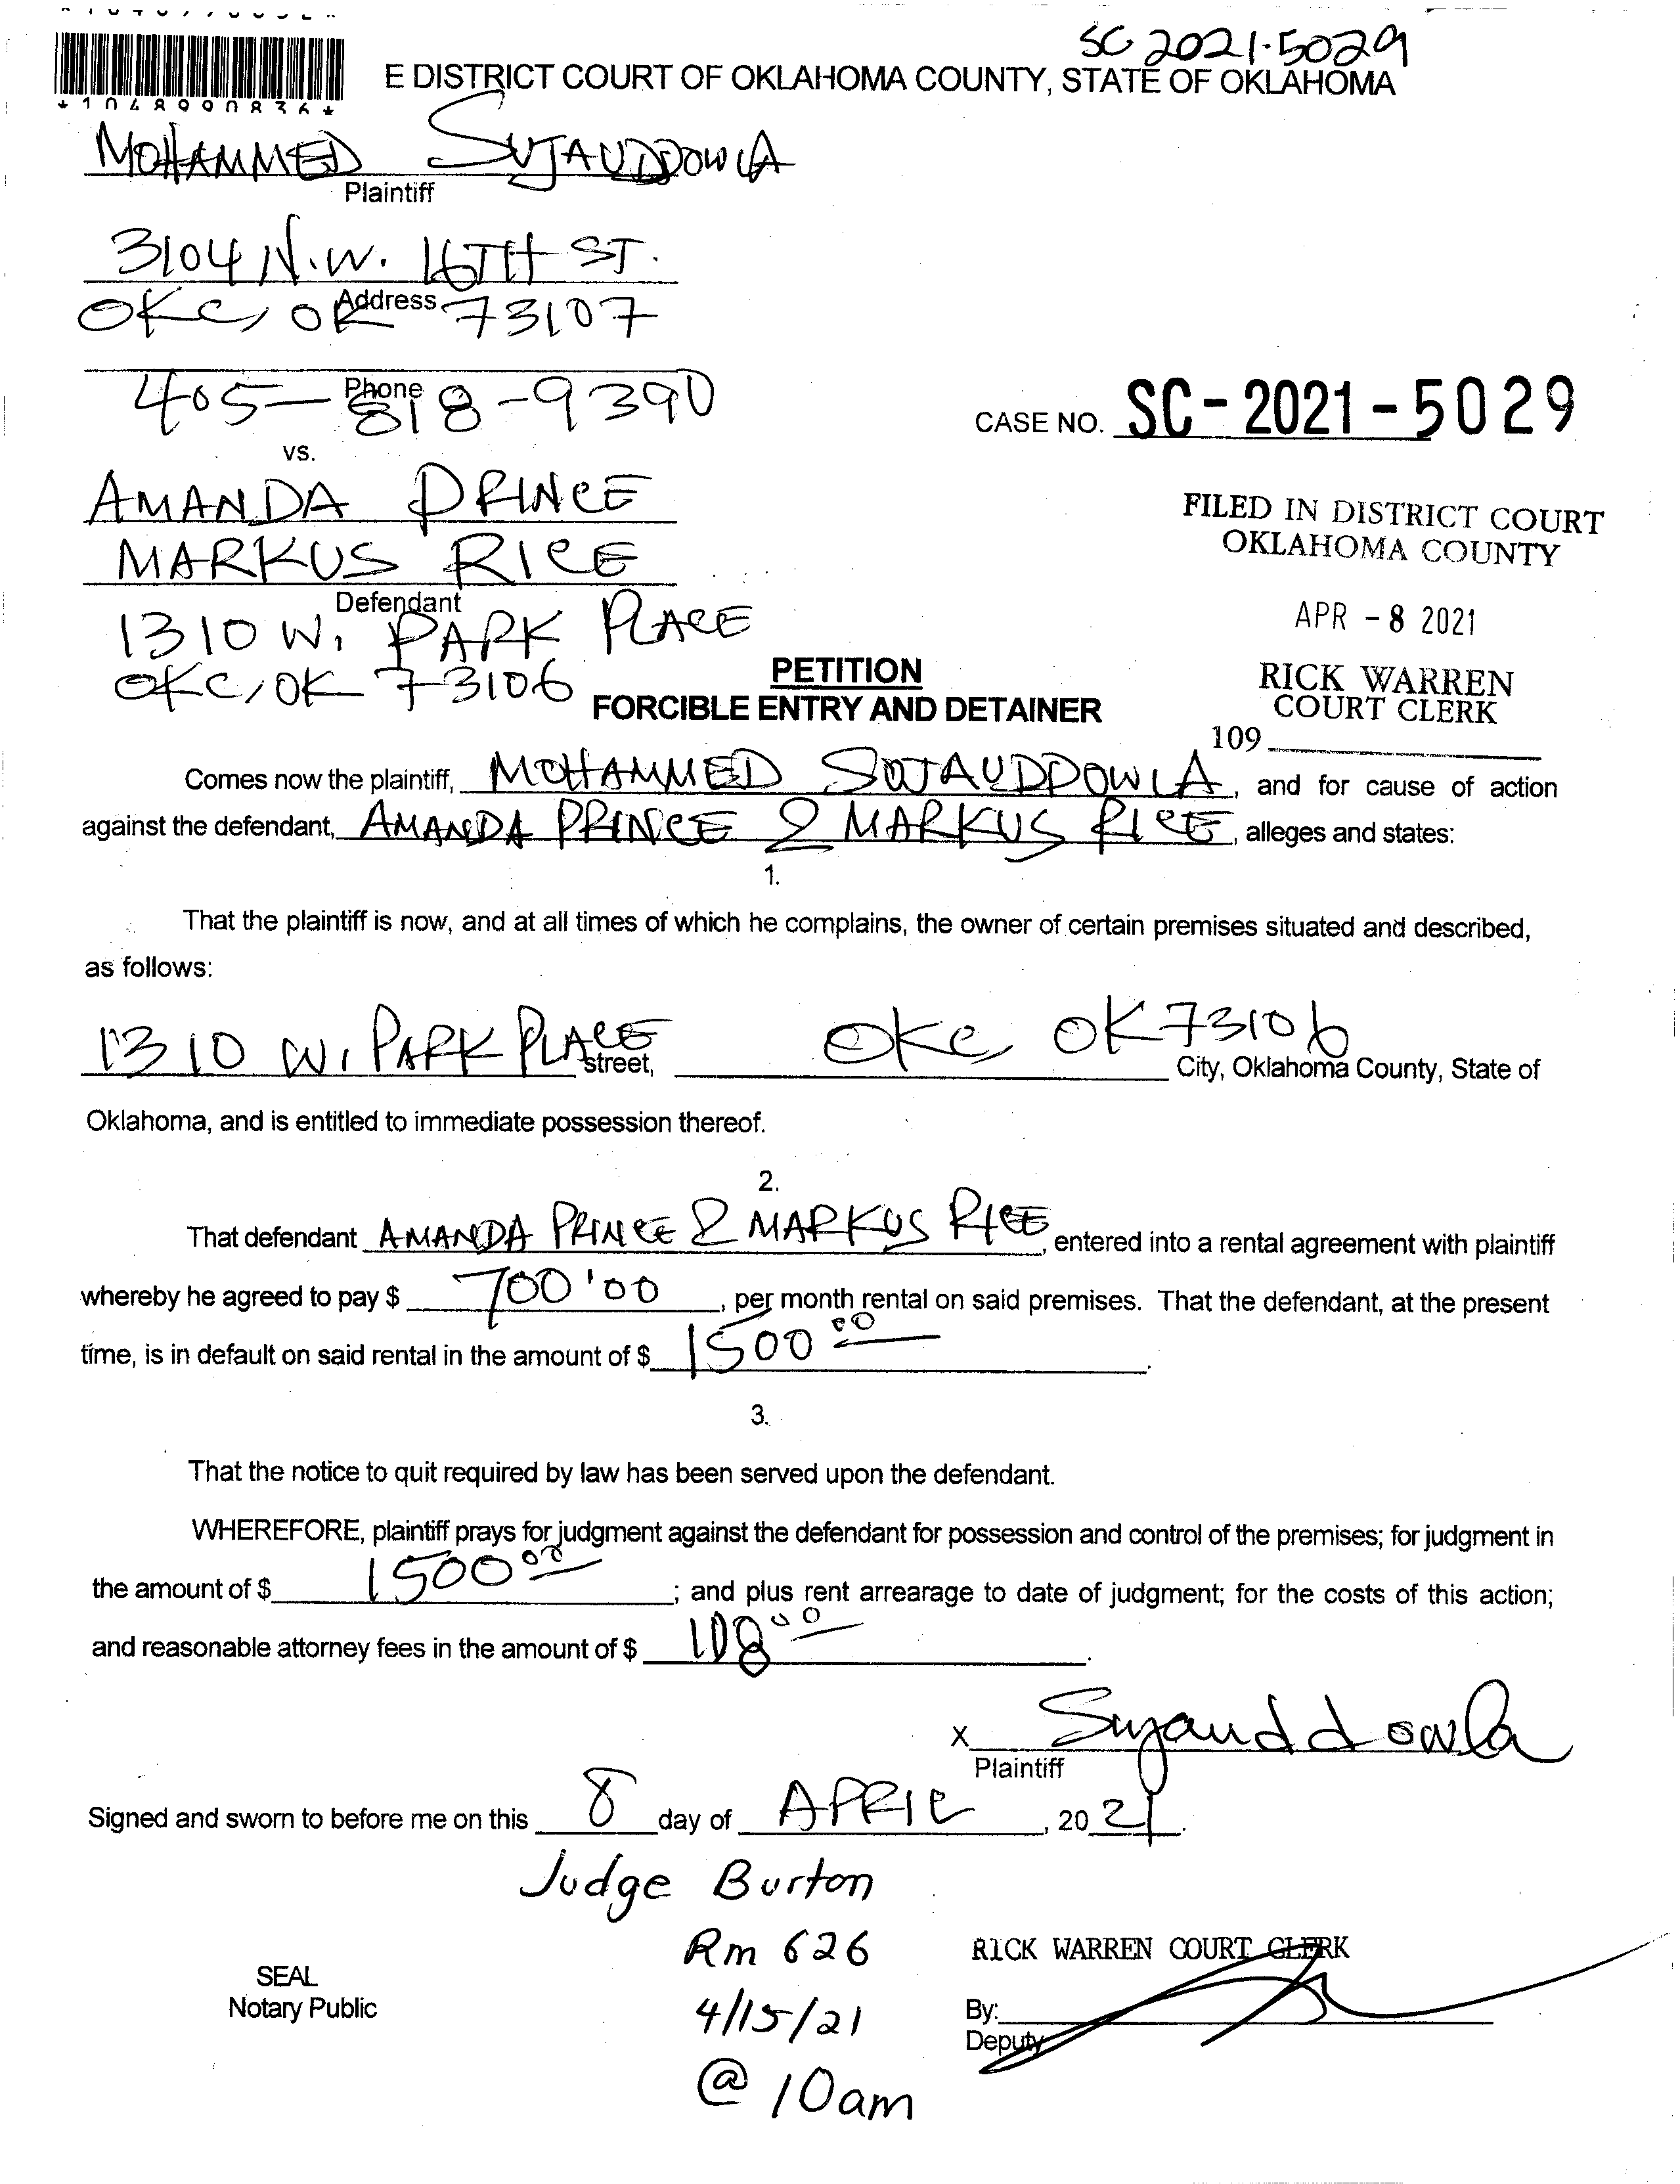 SC 2021-5029
E DISTRICT COURT OF OKLAHOMA COUNTY, STATE OF OKLAHOMA
*1048990836*
MOHAMMED SUJAUDDOWLA
Plaintiff
3104 N.W. 16TH ST.
Address
OKC, OK 73107
Phone
405-818-9390
CASE NO. SC-2021-5029
vs.
AMANDA PRINCE
MARKUS RICE
Defendant
1310 W. PARK PLACE
OKC, OK 73106
FILED IN DISTRICT COURT
OKLAHOMA COUNTY
APR -8 2021
RICK WARREN
COURT CLERK
109
PETITION
FORCIBLE ENTRY AND DETAINER
Comes now the plaintiff, MOHAMMED SUJAUDDOWLA, and for cause of action
against the defendant, AMANDA PRINCE & MARKUS RICE, alleges and states:
1.
That the plaintiff is now, and at all times of which he complains, the owner of certain premises situated and described,
as follows:
1310 W. PARK PLACE street, OKC, OK 73106 City, Oklahoma County, State of
Oklahoma, and is entitled to immediate possession thereof.
2.
That defendant AMANDA PRINCE & MARKUS RICE, entered into a rental agreement with plaintiff
whereby he agreed to pay $ 700'00, per month rental on said premises. That the defendant, at the present
time, is in default on said rental in the amount of $ 1500 00.
3.
That the notice to quit required by law has been served upon the defendant.
WHEREFORE, plaintiff prays for judgment against the defendant for possession and control of the premises; for judgment in
the amount of $ 1500 00; and plus rent arrearage to date of judgment; for the costs of this action;
and reasonable attorney fees in the amount of $ 108 00.
X Sujauddowla
Plaintiff
Signed and sworn to before me on this 8 day of APRIL, 2021.
Judge Burton
Rm 626
4/15/21
@ 10am
SEAL
Notary Public
RICK WARREN COURT CLERK
By:
Deputy